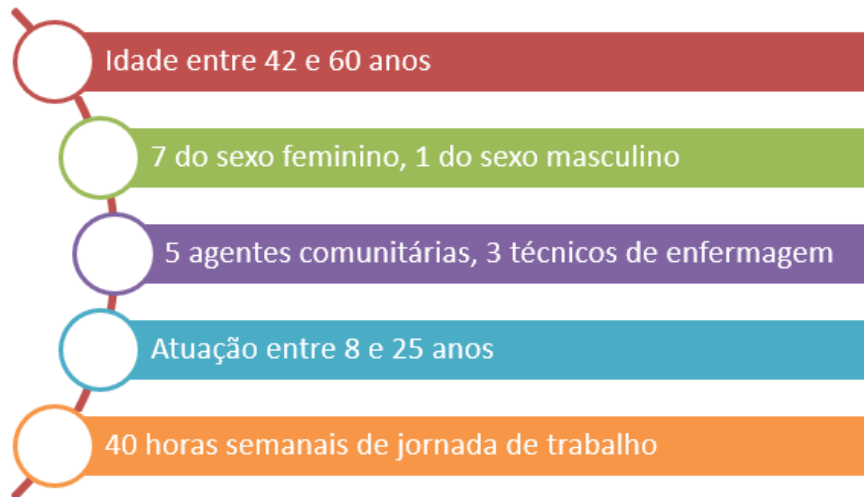 Idade entre 42 e 60 anos
7 do sexo feminino, 1 do sexo masculino
5 agentes comunitárias, 3 técnicos de enfermagem
Atuação entre 8 e 25 anos
40 horas semanais de jornada de trabalho